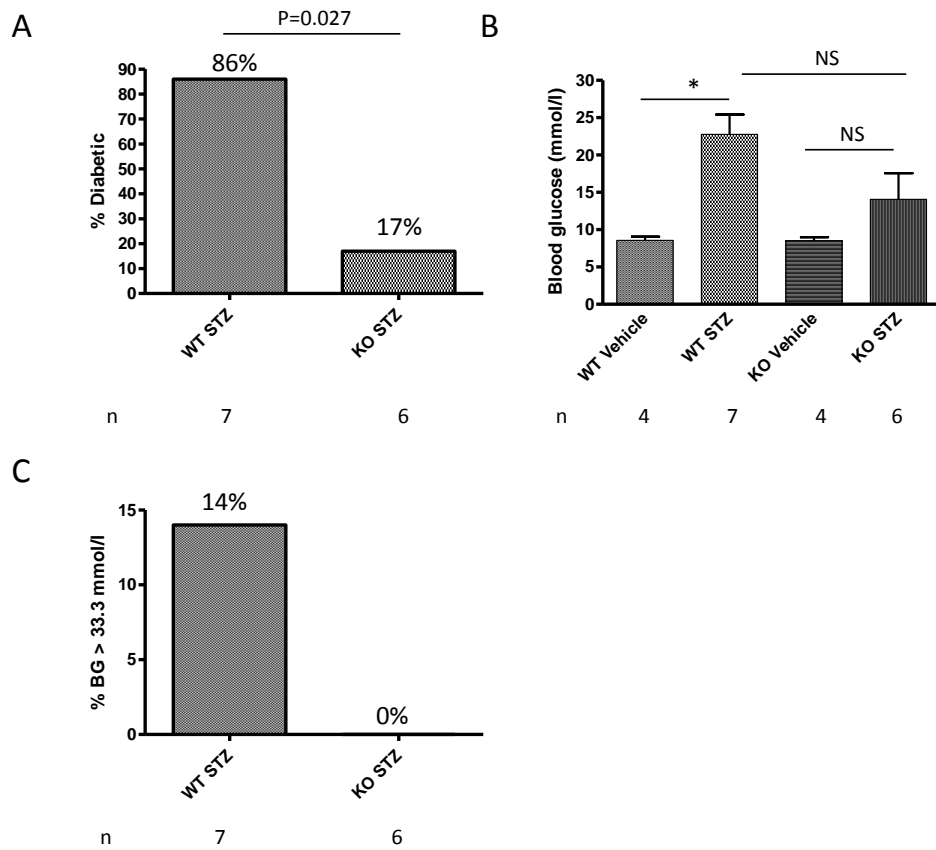 A
P=0.027
86%
17%
% Diabetic
90
80
70
60
50
40
30
20
10
0
WT STZ
KO STZ
n 7 6
B
NS
*
NS
Blood glucose (mmol/l)
30
25
20
15
10
5
0
WT Vehicle
WT STZ
KO Vehicle
KO STZ
n 4 7 4 6
C
14%
0%
% BG > 33.3 mmol/l
15
10
5
0
WT STZ
KO STZ
n 7 6